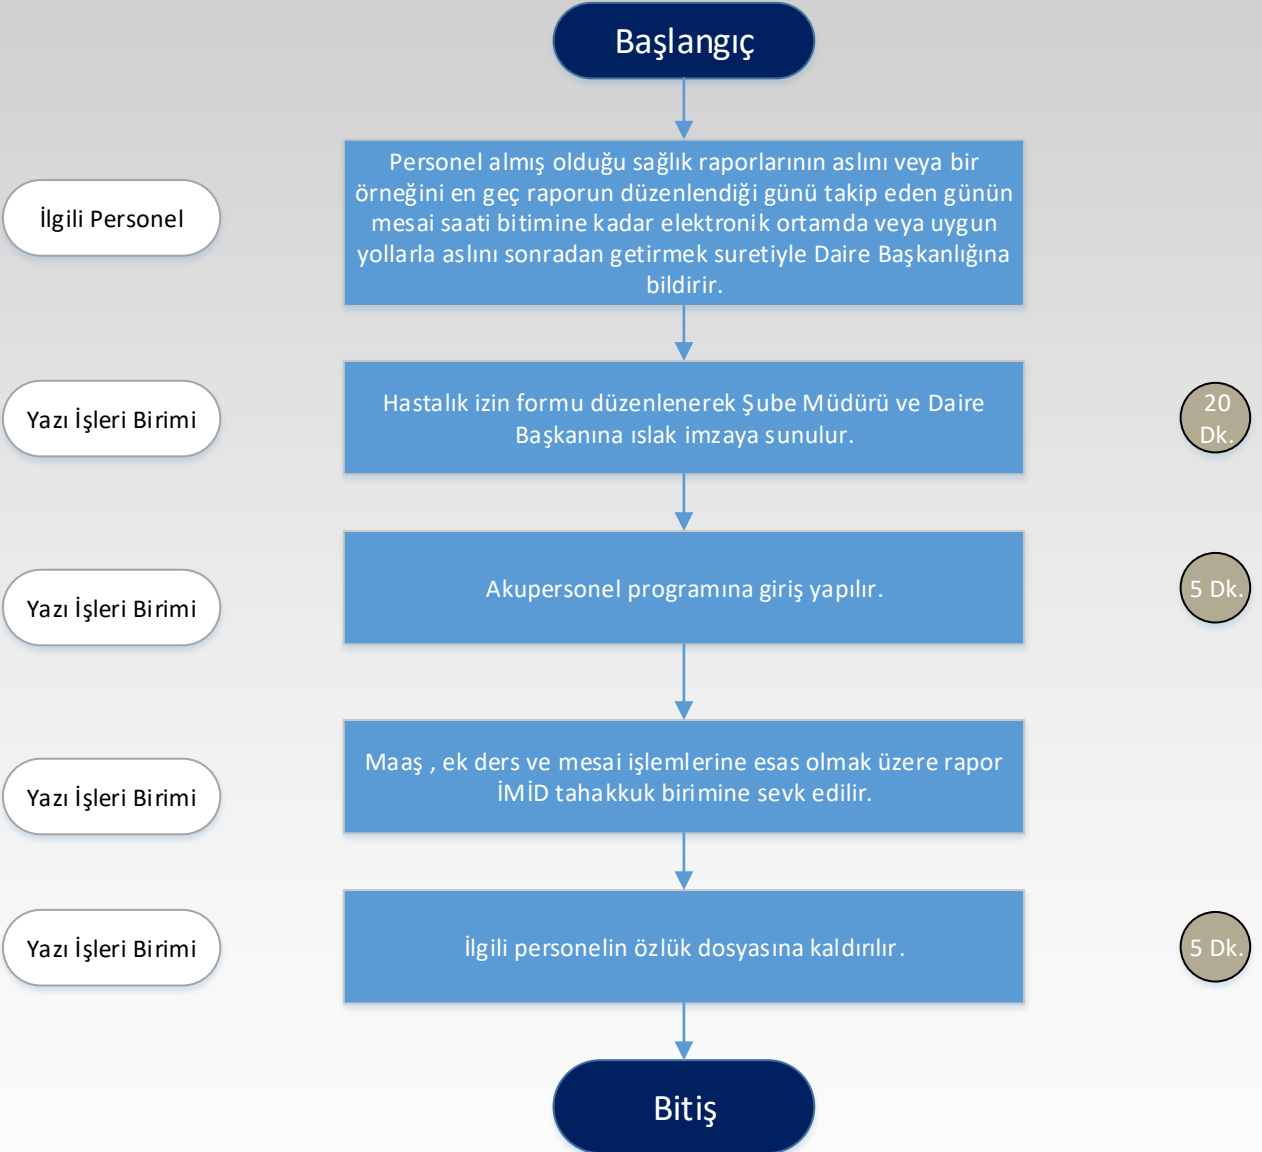 Başlangıç
İlgili Personel
Personel almış olduğu sağlık raporlarının aslını veya bir
örneğini en geç raporun düzenlendiği günü takip eden günün
mesai saati bitimine kadar elektronik ortamda veya uygun
yollarla aslını sonradan getirmek suretiyle Daire Başkanlığına
bildirir.
Yazı İşleri Birimi
Hastalık izin formu düzenlenerek Şube Müdürü ve Daire
Başkanına ıslak imzaya sunulur.
20
Dk.
Yazı İşleri Birimi
Akupersonel programına giriş yapılır.
5 Dk.
Yazı İşleri Birimi
Maaş , ek ders ve mesai işlemlerine esas olmak üzere rapor
İMİD tahakkuk birimine sevk edilir.
Yazı İşleri Birimi
İlgili personelin özlük dosyasına kaldırılır.
5 Dk.
Bitiş